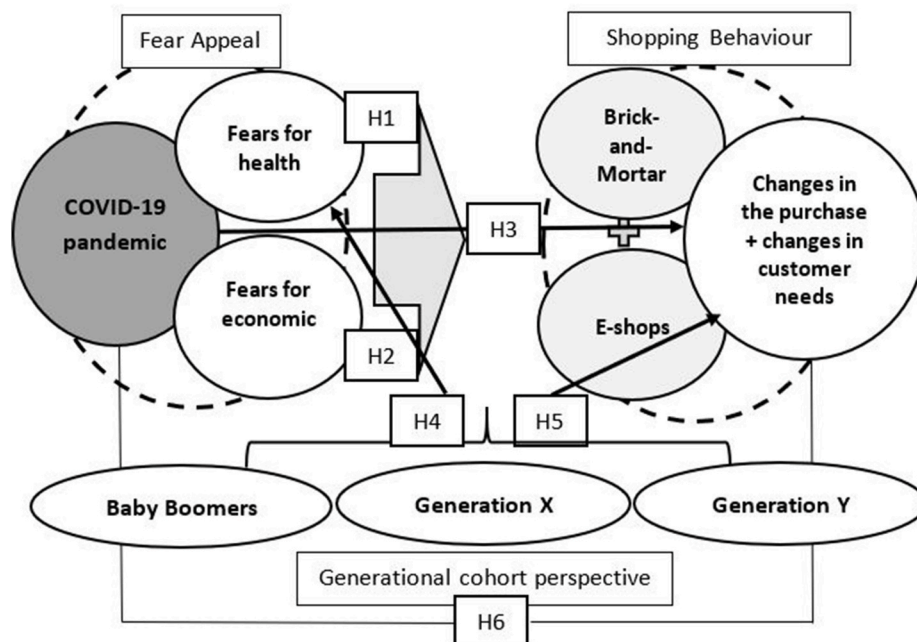 Fear Appeal
Shopping Behaviour
H1
Fears for
health
Brick-
and-
Mortar
COVID-19
pandemic
H3
Changes in
the purchase
+ changes in
customer
needs
Fears for
economic
H2
E-shops
H4
H5
Baby Boomers
Generation X
Generation Y
Generational cohort perspective
H6